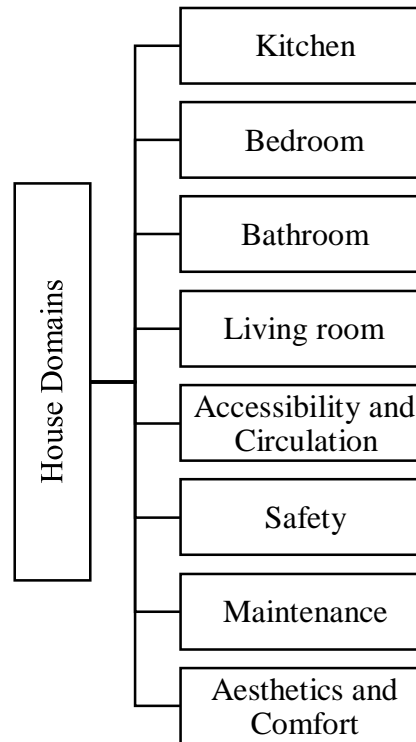 House Domains
Kitchen
Bedroom
Bathroom
Living room
Accessibility and
Circulation
Safety
Maintenance
Aesthetics and
Comfort